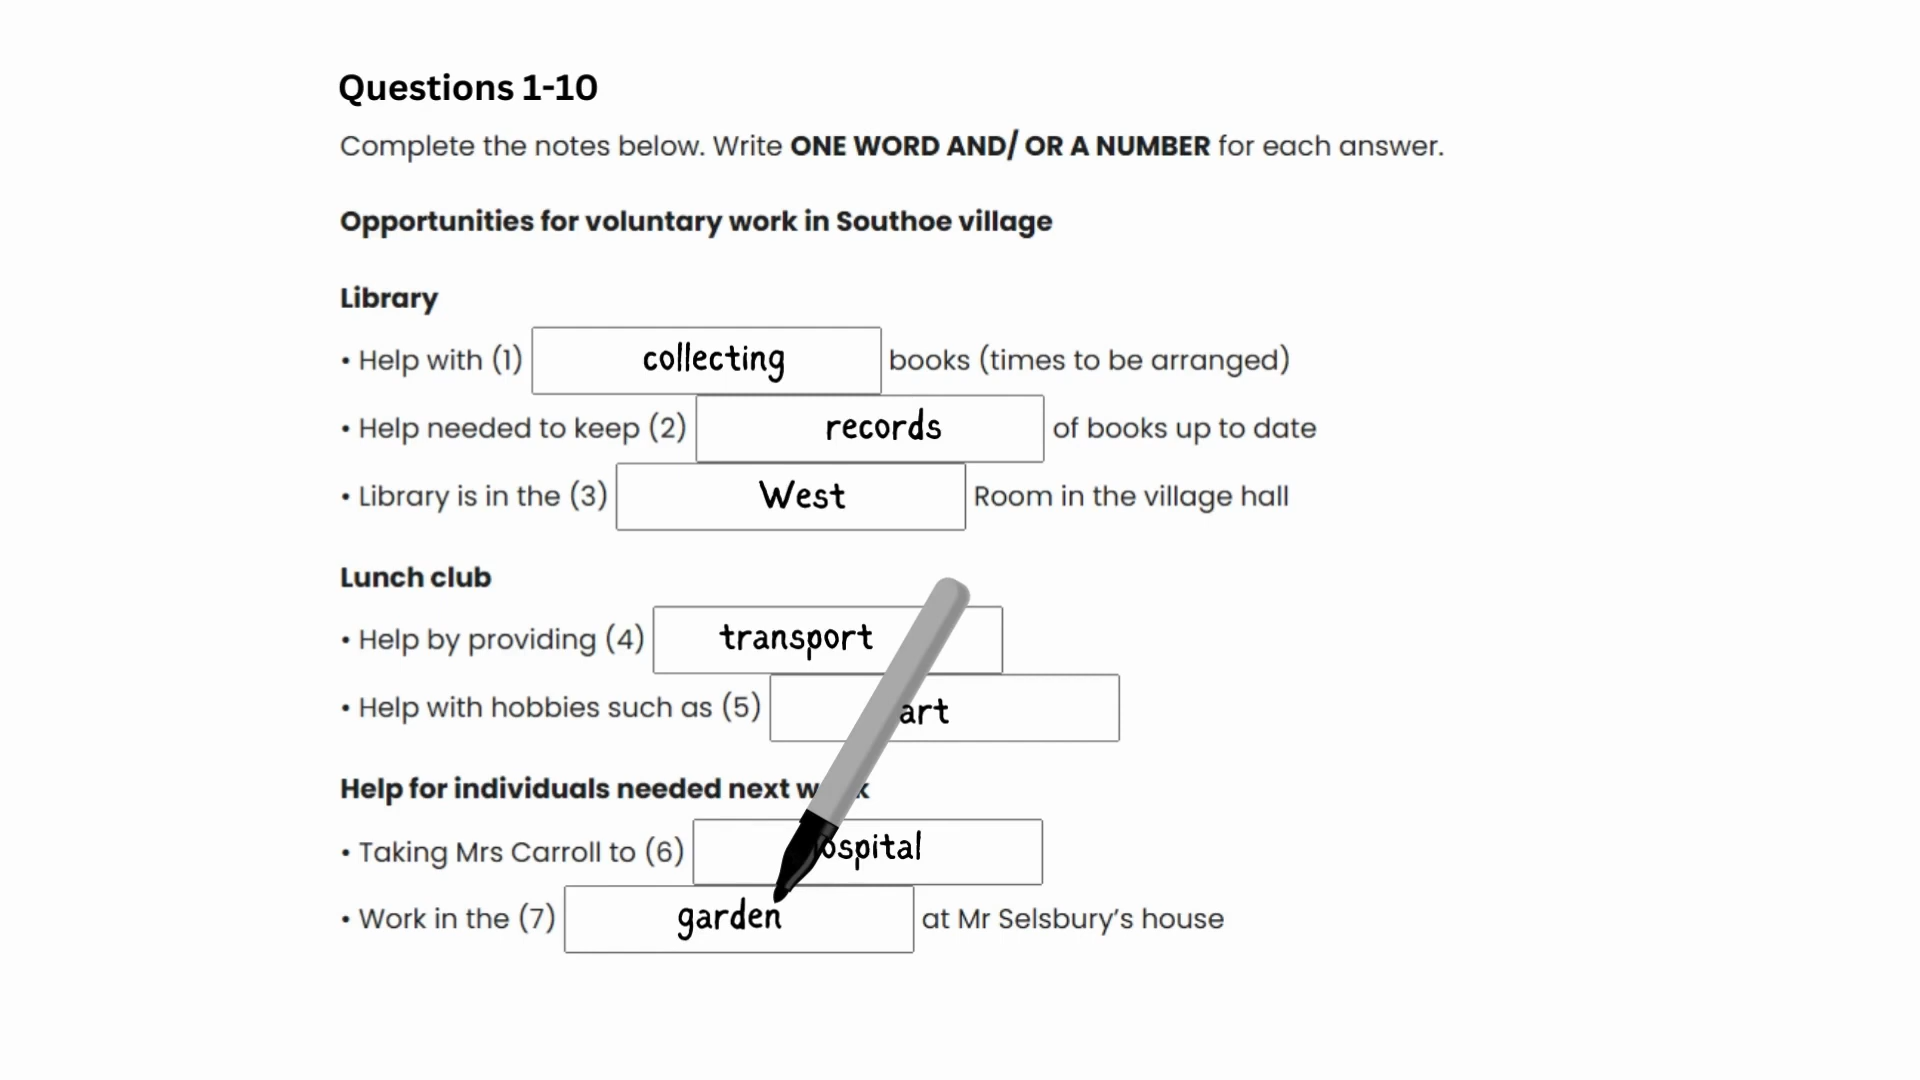 Questions 1-10
Complete the notes below. Write ONE WORD AND/ OR A NUMBER for each answer.
Opportunities for voluntary work in Southoe village
Library
• Help with (1) collecting books (times to be arranged)
• Help needed to keep (2) records of books up to date
• Library is in the (3) West Room in the village hall
Lunch club
• Help by providing (4) transport
• Help with hobbies such as (5) art
Help for individuals needed next week
• Taking Mrs Carroll to (6) hospital
• Work in the (7) garden at Mr Selsbury's house